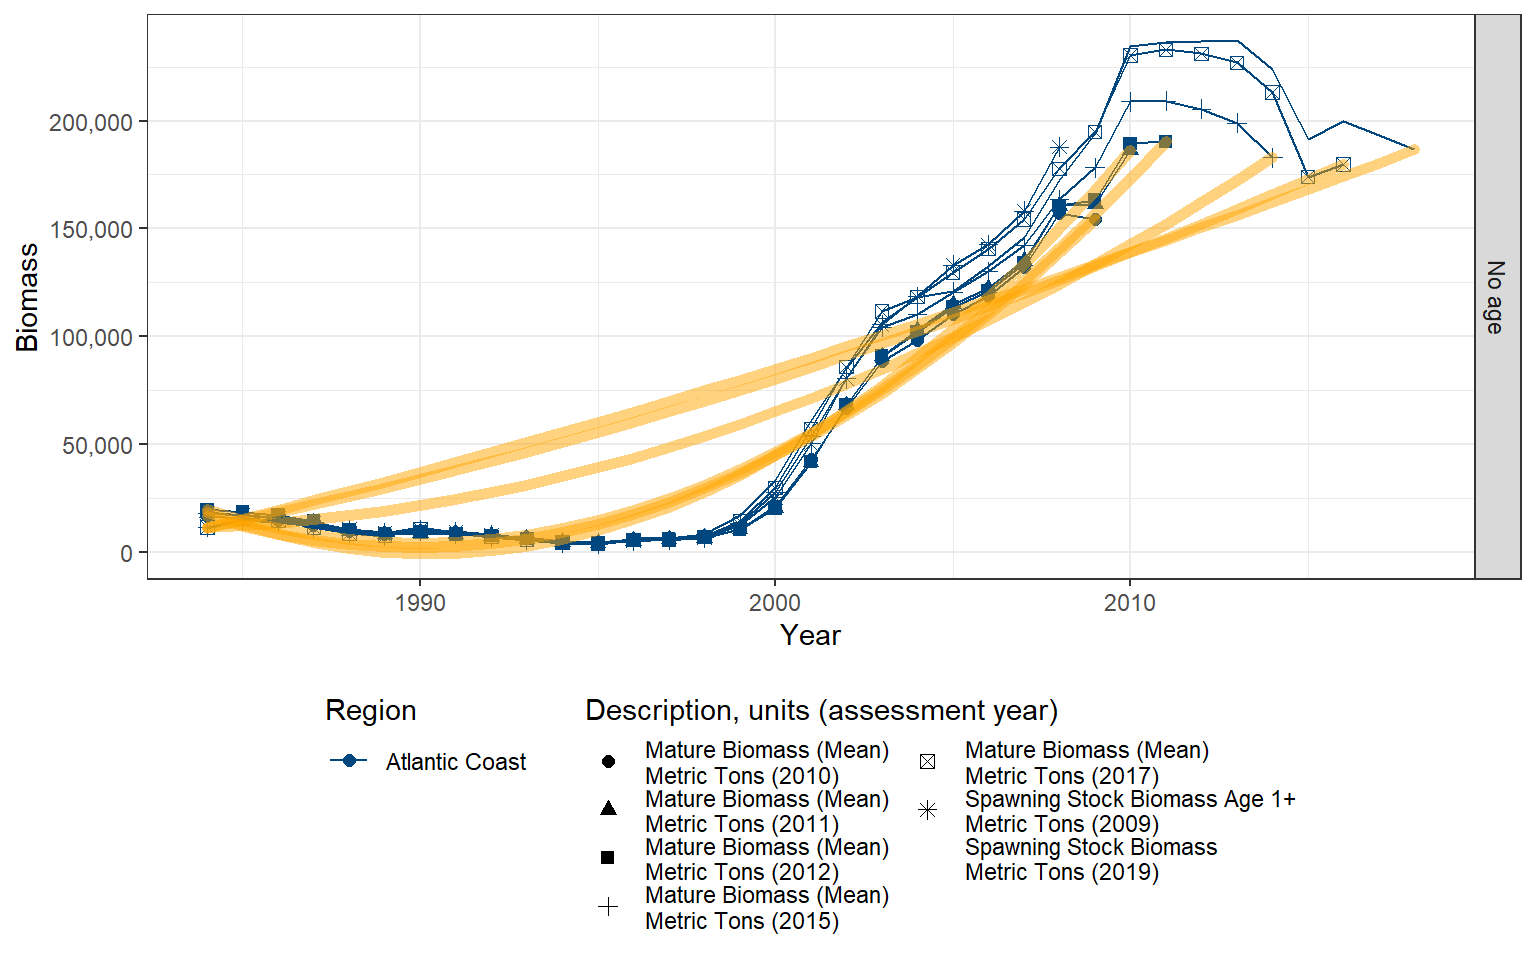 200,000
150,000
100,000
50,000
0
Biomass
No age
1990
2000
2010
Year
Region
Atlantic Coast
Description, units (assessment year)
Mature Biomass (Mean)
Metric Tons (2010)
Mature Biomass (Mean)
Metric Tons (2011)
Mature Biomass (Mean)
Metric Tons (2012)
Mature Biomass (Mean)
Metric Tons (2015)
Mature Biomass (Mean)
Metric Tons (2017)
Spawning Stock Biomass Age 1+
Metric Tons (2009)
Spawning Stock Biomass
Metric Tons (2019)